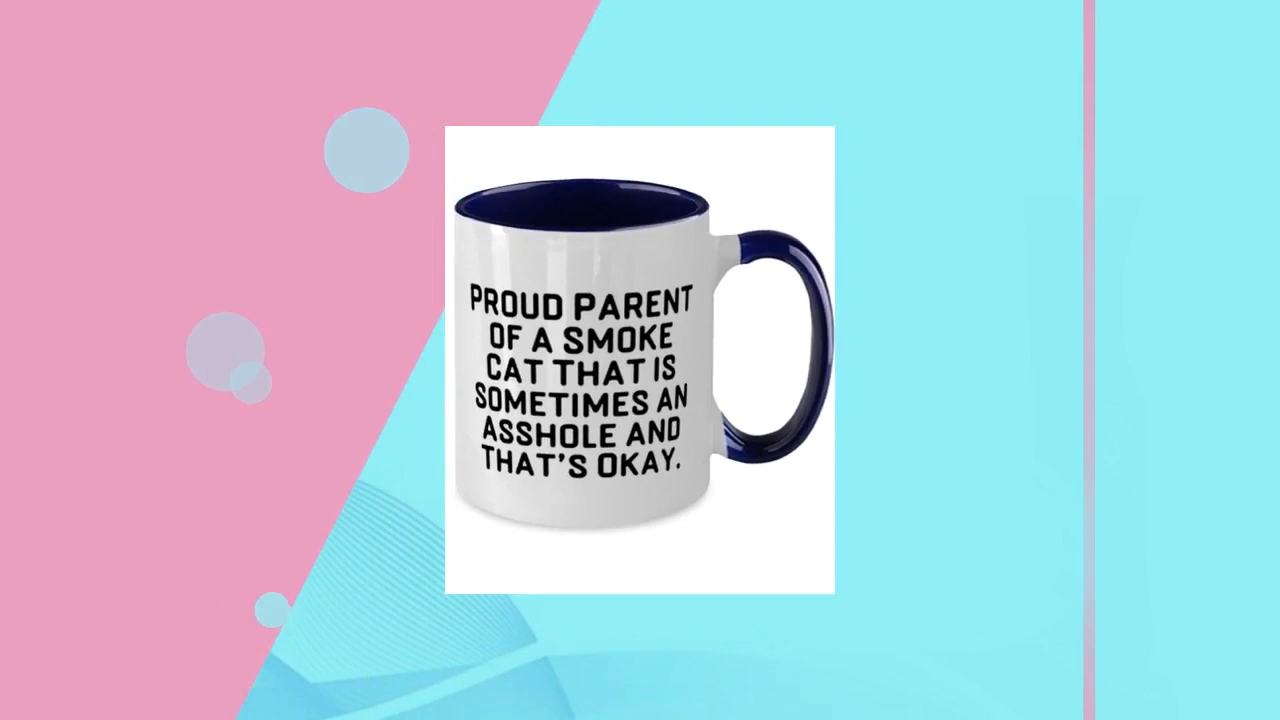 PROUD PARENT
OF A SMOKE
CAT THAT IS
SOMETIMES AN
ASSHOLE AND
THAT'S OKAY.